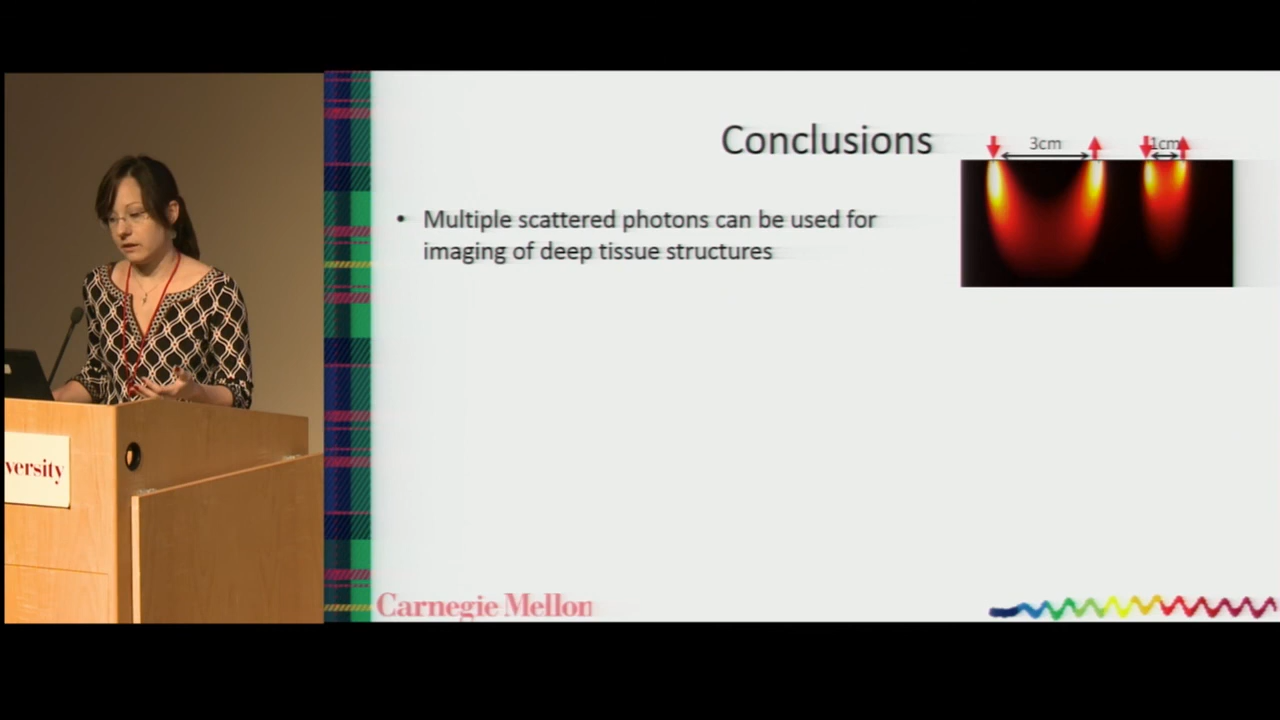 Conclusions
3cm
1cm
• Multiple scattered photons can be used for
imaging of deep tissue structures
versity
Carnegie Mellon